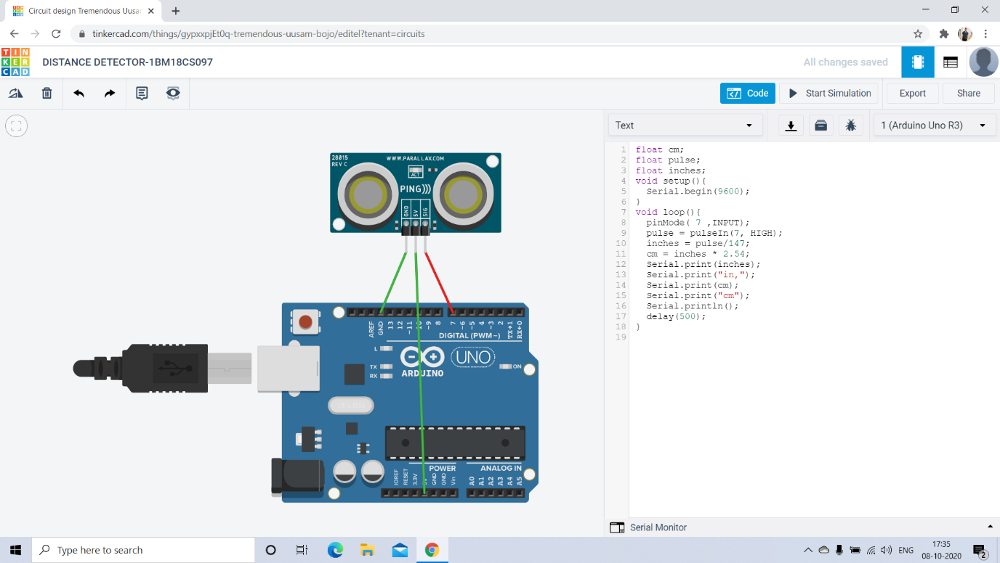 Circuit design Tremendous Uusa
tinkercad.com/things/gypxxpjEt0q-tremendous-uusam-bojo/editel?tenant=circuits
TIN
KER
CAD
DISTANCE DETECTOR-1BM18CS097
All changes saved
Code
Start Simulation
Export
Share
Text
1 (Arduino Uno R3)
28015
REV C
WWW.PARALLAX.COM
ACT
PING)))
GND
5V
SIG
AREF
GND
13
12
~11
~9
8
7
~6
~5
4
~3
2
TX→1
RX←0
DIGITAL (PWM~)
L
TX
RX
ARDUINO
UNO
ON
POWER
ANALOG IN
IOREF
RESET
3.3V
GND
GND
Vin
A0
A1
A2
A3
A4
A5
1 float cm;
2 float pulse;
3 float inches;
4 void setup(){
5 Serial.begin(9600);
6 }
7 void loop(){
8 pinMode( 7 ,INPUT);
9 pulse = pulseIn(7, HIGH);
10 inches = pulse/147;
11 cm = inches * 2.54;
12 Serial.print(inches);
13 Serial.print("in,");
14 Serial.print(cm);
15 Serial.print("cm");
16 Serial.println();
17 delay(500);
18 }
19
Serial Monitor
Type here to search
ENG
17:35
08-10-2020
2